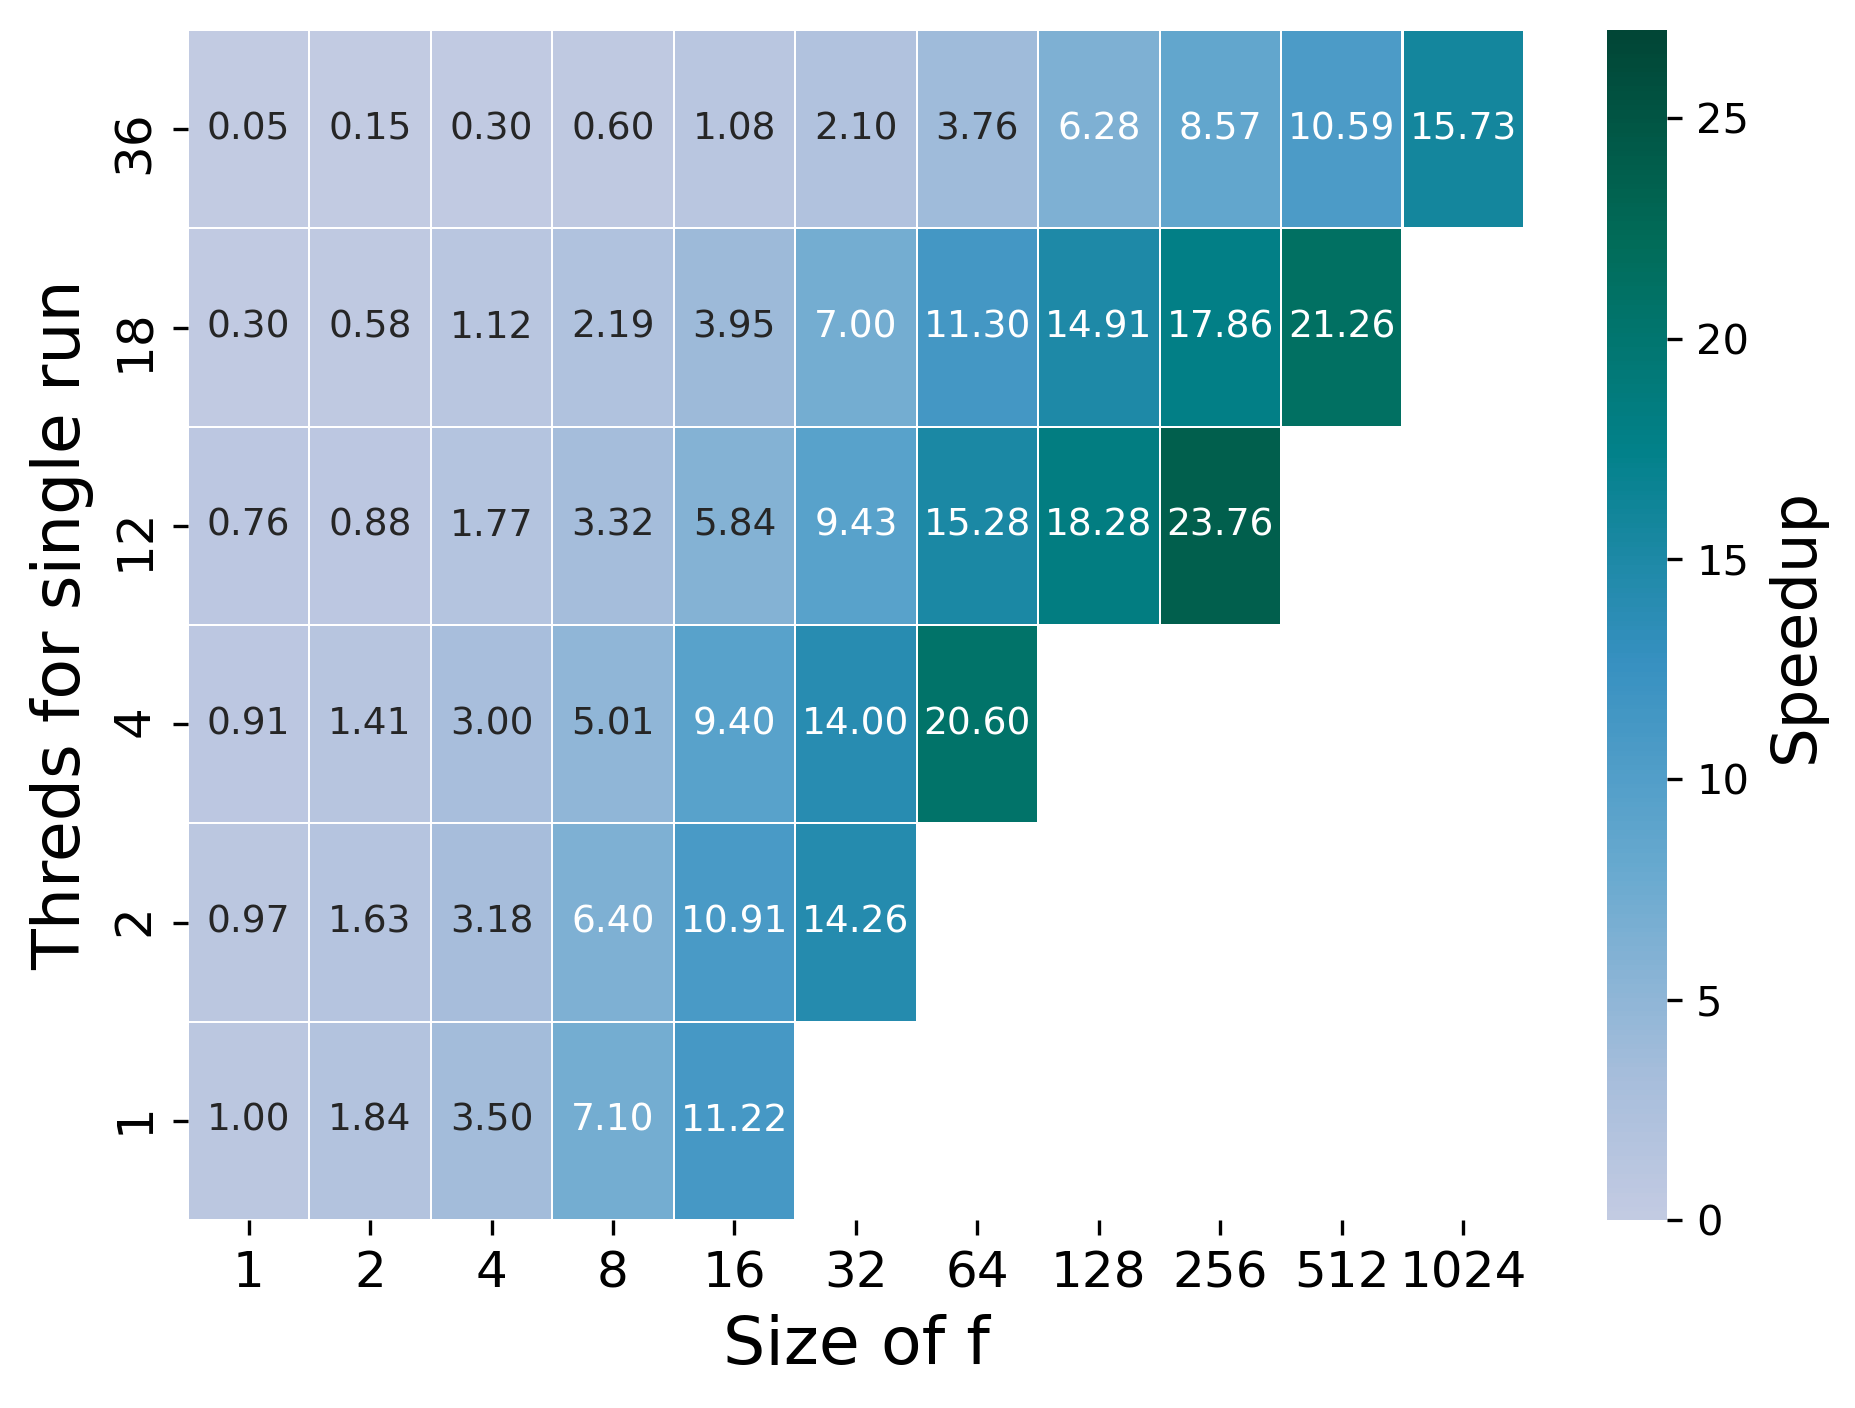 36 0.05 0.15 0.30 0.60 1.08 2.10 3.76 6.28 8.57 10.59 15.73
18 0.30 0.58 1.12 2.19 3.95 7.00 11.30 14.91 17.86 21.26
12 0.76 0.88 1.77 3.32 5.84 9.43 15.28 18.28 23.76
4 0.91 1.41 3.00 5.01 9.40 14.00 20.60
2 0.97 1.63 3.18 6.40 10.91 14.26
1 1.00 1.84 3.50 7.10 11.22
1 2 4 8 16 32 64 128 256 512 1024
Size of f
Threds for single run
25
20
15
10
5
0
Speedup